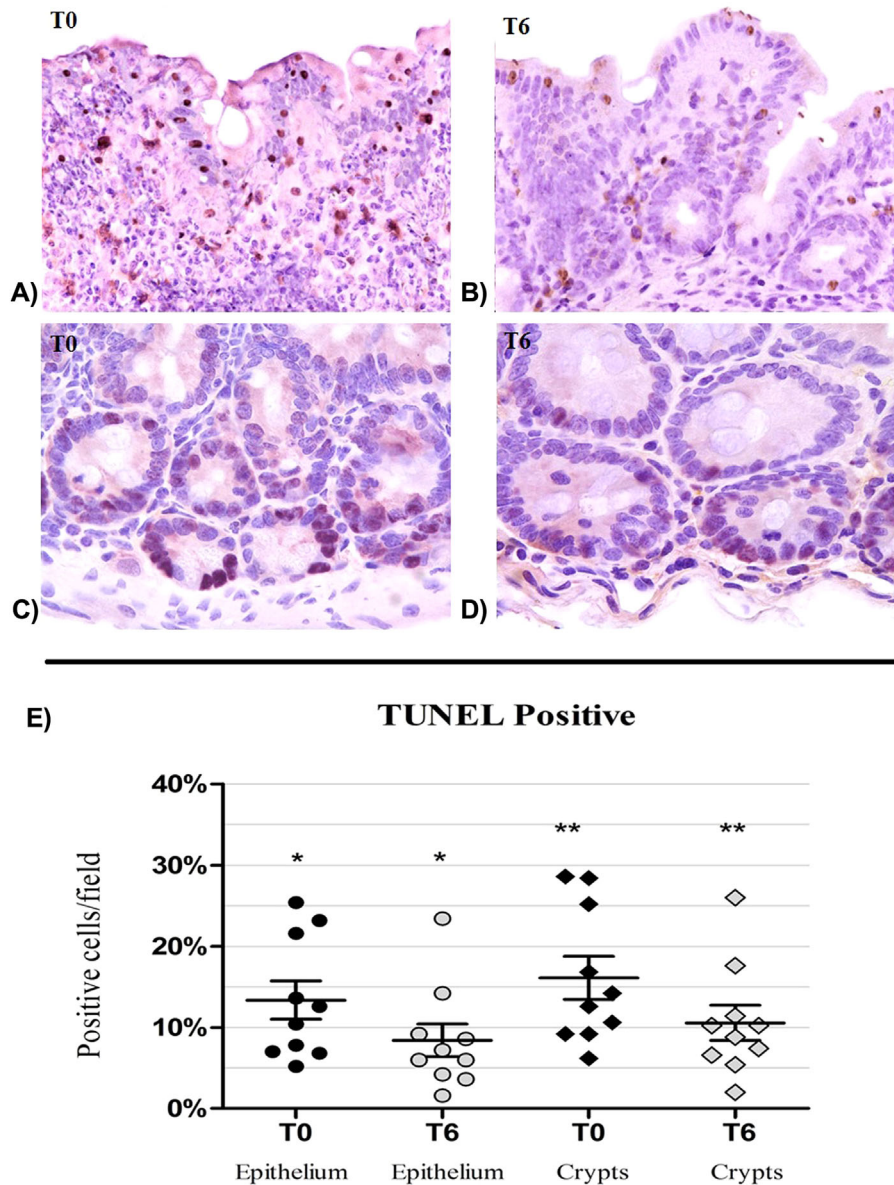 T0
T6
A)
B)
T0
T6
C)
D)
E)
TUNEL Positive
40%
30%
20%
10%
0%
Positive cells/field
*
*
**
**
T0
T6
T0
T6
Epithelium
Epithelium
Crypts
Crypts